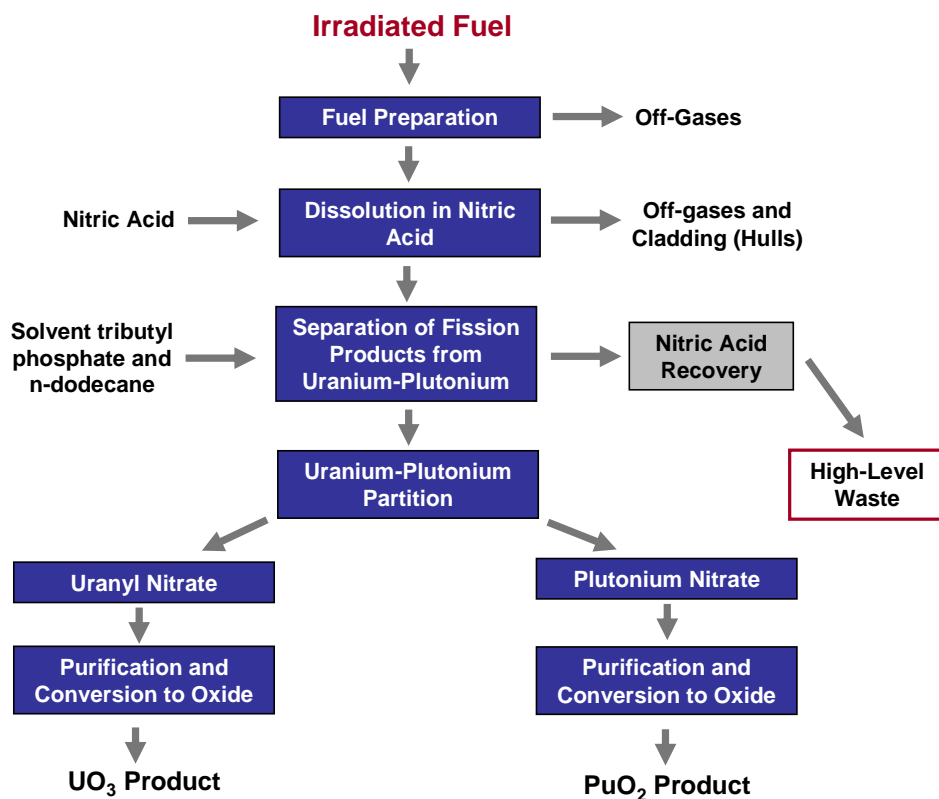 Irradiated Fuel
Fuel Preparation
Off-Gases
Nitric Acid
Dissolution in Nitric
Acid
Off-gases and
Cladding (Hulls)
Solvent tributyl
phosphate and
n-dodecane
Separation of Fission
Products from
Uranium-Plutonium
Nitric Acid
Recovery
High-Level
Waste
Uranium-Plutonium
Partition
Uranyl Nitrate
Plutonium Nitrate
Purification and
Conversion to Oxide
Purification and
Conversion to Oxide
UO₃ Product
PuO₂ Product